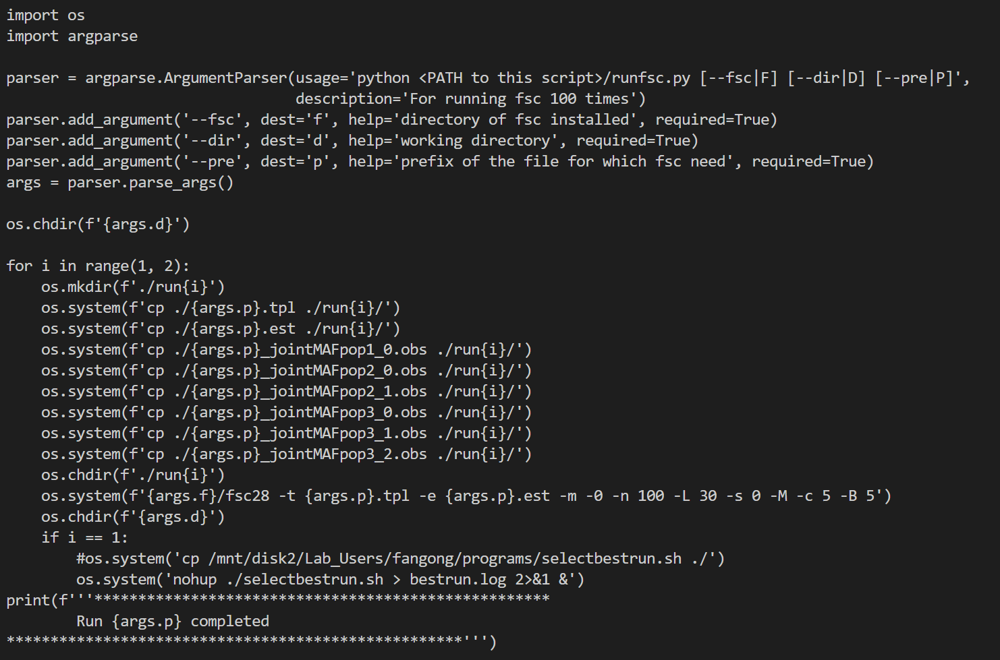 import os
import argparse

parser = argparse.ArgumentParser(usage='python <PATH to this script>/runfsc.py [--fsc|F] [--dir|D] [--pre|P]',
                                 description='For running fsc 100 times')
parser.add_argument('--fsc', dest='f', help='directory of fsc installed', required=True)
parser.add_argument('--dir', dest='d', help='working directory', required=True)
parser.add_argument('--pre', dest='p', help='prefix of the file for which fsc need', required=True)
args = parser.parse_args()

os.chdir(f'{args.d}')

for i in range(1, 2):
    os.mkdir(f'./run{i}')
    os.system(f'cp ./{args.p}.tpl ./run{i}/')
    os.system(f'cp ./{args.p}.est ./run{i}/')
    os.system(f'cp ./{args.p}_jointMAFpop1_0.obs ./run{i}/')
    os.system(f'cp ./{args.p}_jointMAFpop2_0.obs ./run{i}/')
    os.system(f'cp ./{args.p}_jointMAFpop2_1.obs ./run{i}/')
    os.system(f'cp ./{args.p}_jointMAFpop3_0.obs ./run{i}/')
    os.system(f'cp ./{args.p}_jointMAFpop3_1.obs ./run{i}/')
    os.system(f'cp ./{args.p}_jointMAFpop3_2.obs ./run{i}/')
    os.chdir(f'./run{i}')
    os.system(f'{args.f}/fsc28 -t {args.p}.tpl -e {args.p}.est -m -0 -n 100 -L 30 -s 0 -M -c 5 -B 5')
    os.chdir(f'{args.d}')
    if i == 1:
        #os.system('cp /mnt/disk2/Lab_Users/fangong/programs/selectbestrun.sh ./')
        os.system('nohup ./selectbestrun.sh > bestrun.log 2>&1 &')
print(f'''****************************************************
        Run {args.p} completed
****************************************************''')